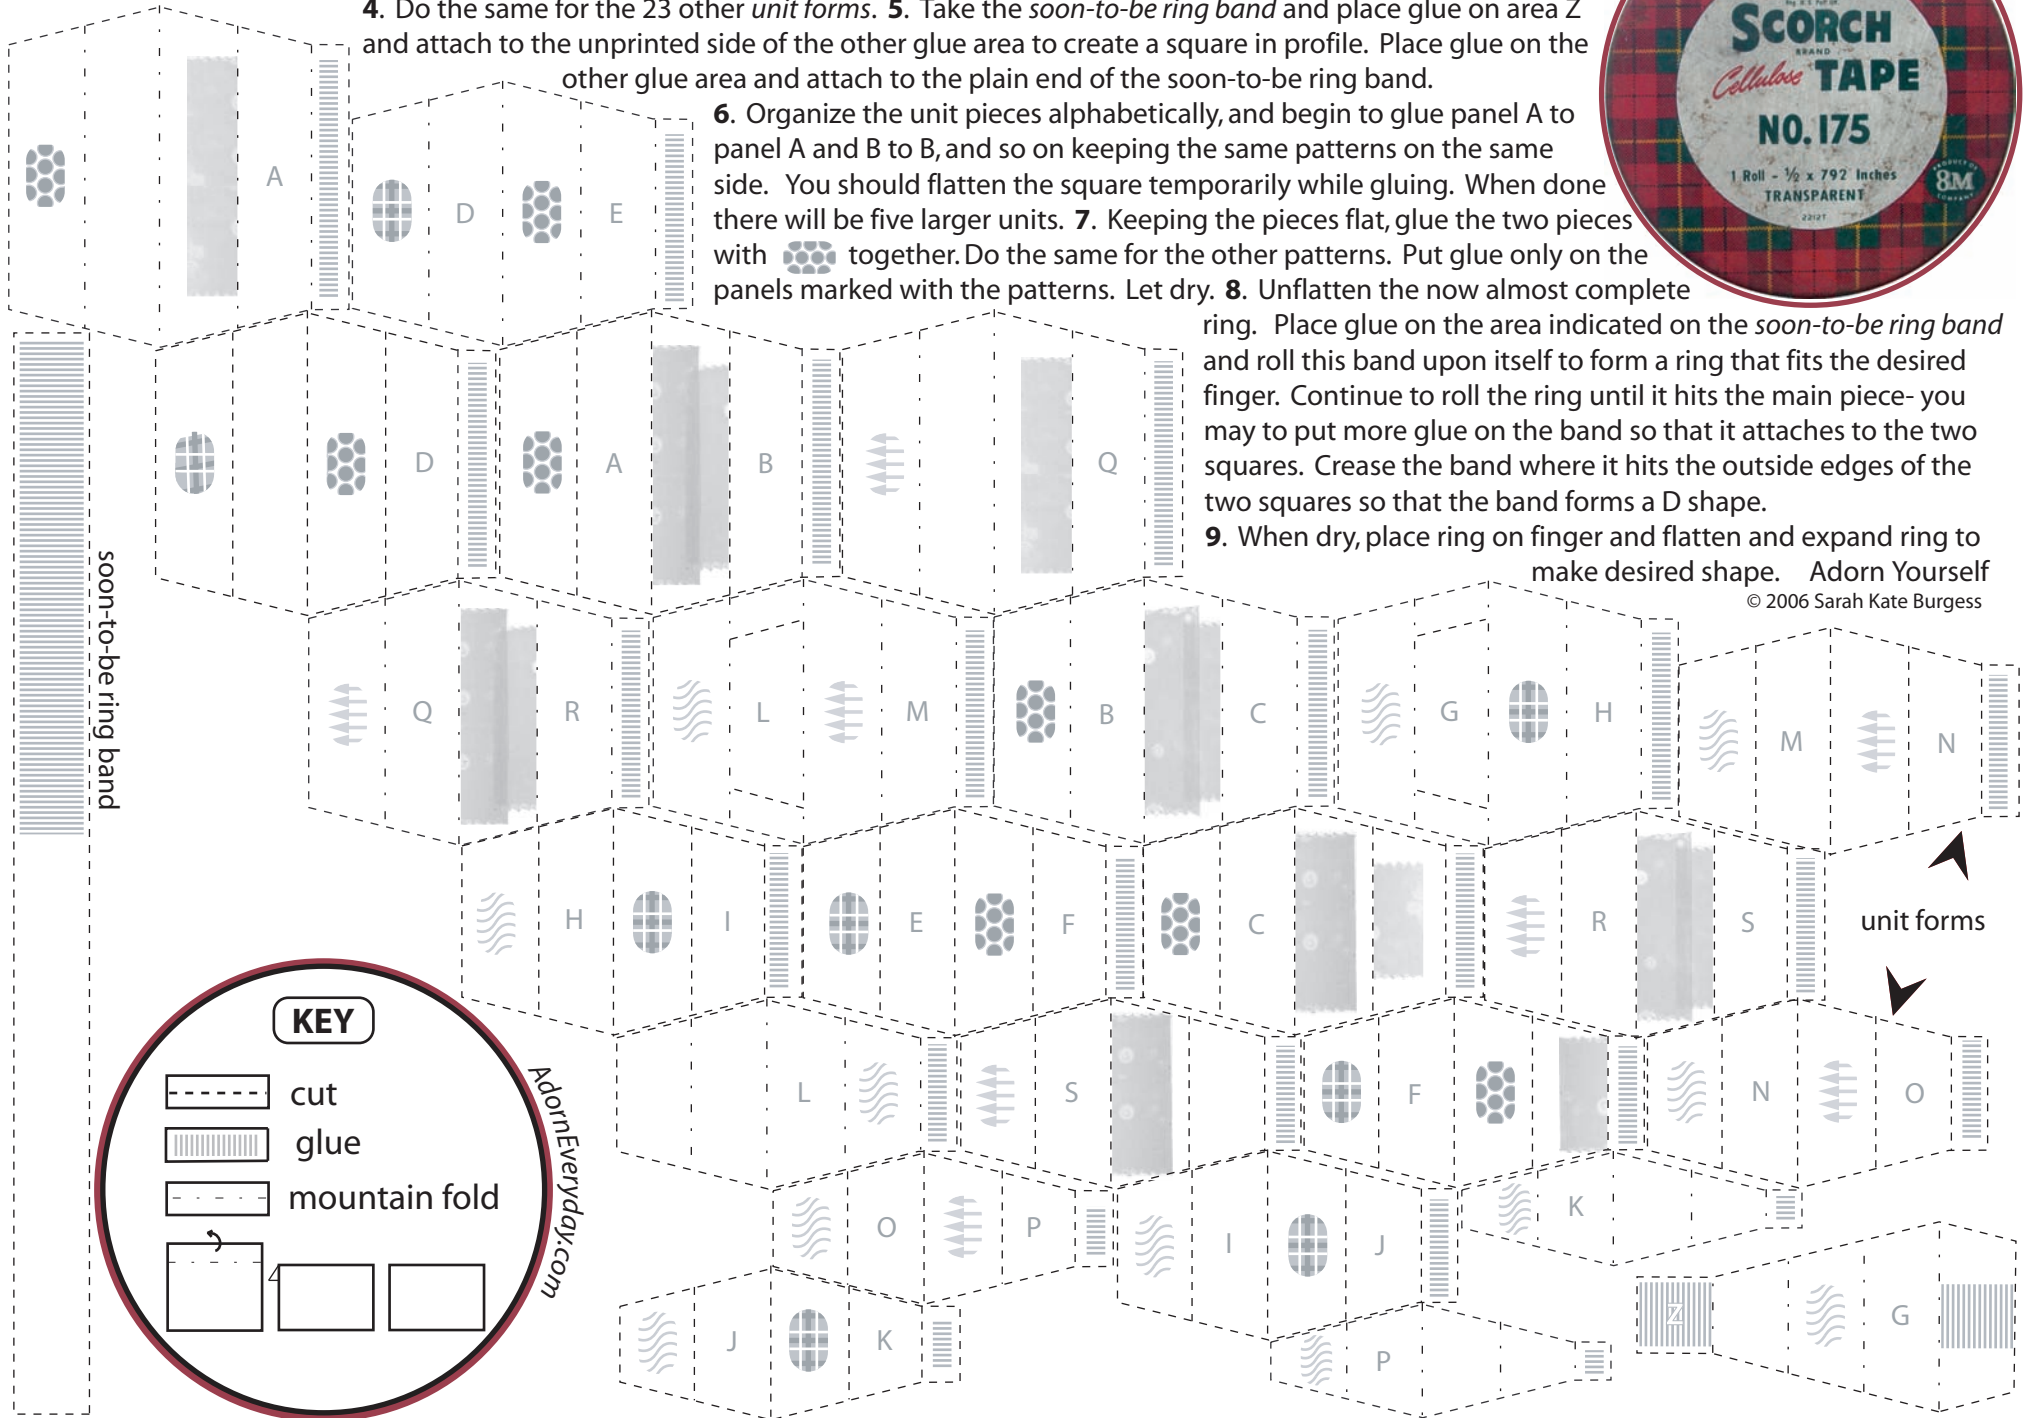 4. Do the same for the 23 other unit forms. 5. Take the soon-to-be ring band and place glue on area Z
and attach to the unprinted side of the other glue area to create a square in profile. Place glue on the
other glue area and attach to the plain end of the soon-to-be ring band.
6. Organize the unit pieces alphabetically, and begin to glue panel A to
panel A and B to B, and so on keeping the same patterns on the same
side. You should flatten the square temporarily while gluing. When done
there will be five larger units. 7. Keeping the pieces flat, glue the two pieces
with together. Do the same for the other patterns. Put glue only on the
panels marked with the patterns. Let dry. 8. Unflatten the now almost complete
ring. Place glue on the area indicated on the soon-to-be ring band
and roll this band upon itself to form a ring that fits the desired
finger. Continue to roll the ring until it hits the main piece- you
may to put more glue on the band so that it attaches to the two
squares. Crease the band where it hits the outside edges of the
two squares so that the band forms a D shape.
9. When dry, place ring on finger and flatten and expand ring to
make desired shape. Adorn Yourself
© 2006 Sarah Kate Burgess
SCORCH
BRAND
Cellulose TAPE
NO. 175
1 Roll - ½ x 792 Inches
TRANSPARENT
2212T
PRODUCT OF
8M
COMPANY
A
D E
D A B Q
soon-to-be ring band
Q R L M B C G H M N
H I E F C R S
unit forms
L S F N O
O P I J K
J K P Z G
KEY
cut
glue
mountain fold
4
AdornEveryday.com